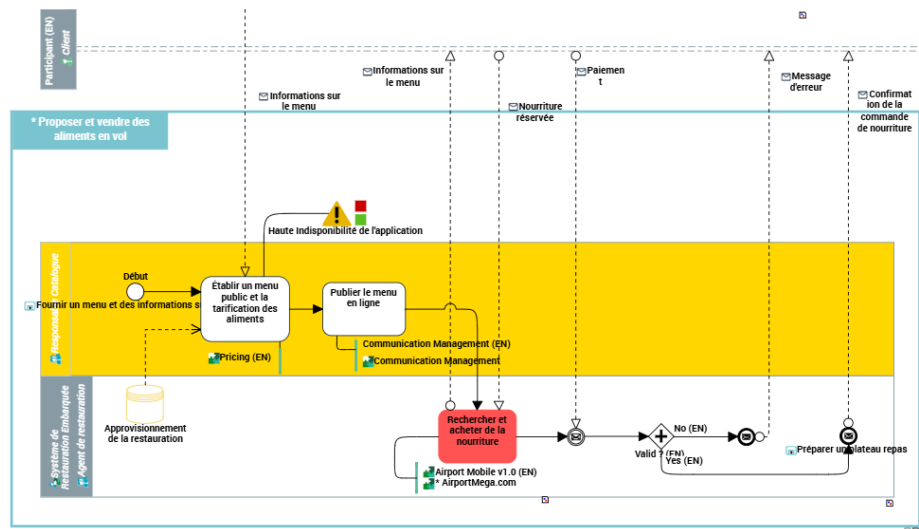 Participant (EN)
Client
Informations sur
le menu
Informations sur
le menu
Nourriture
réservée
Paiemen
t
Message
d'erreur
Confirmat
ion de la
commande
de nourriture
* Proposer et vendre des
aliments en vol
Haute Indisponibilité de l'application
Début
Fournir un menu et des informations s
Établir un menu
public et la
tarification des
aliments
Publier le menu
en ligne
Pricing (EN)
Communication Management (EN)
Communication Management
Approvisionnement
de la restauration
Système de
Restauration Embarquée
Agent de restauration
Rechercher et
acheter de la
nourriture
Airport Mobile v1.0 (EN)
* AirportMega.com
No (EN)
Valid ? (EN)
Yes (EN)
Préparer un plateau repas